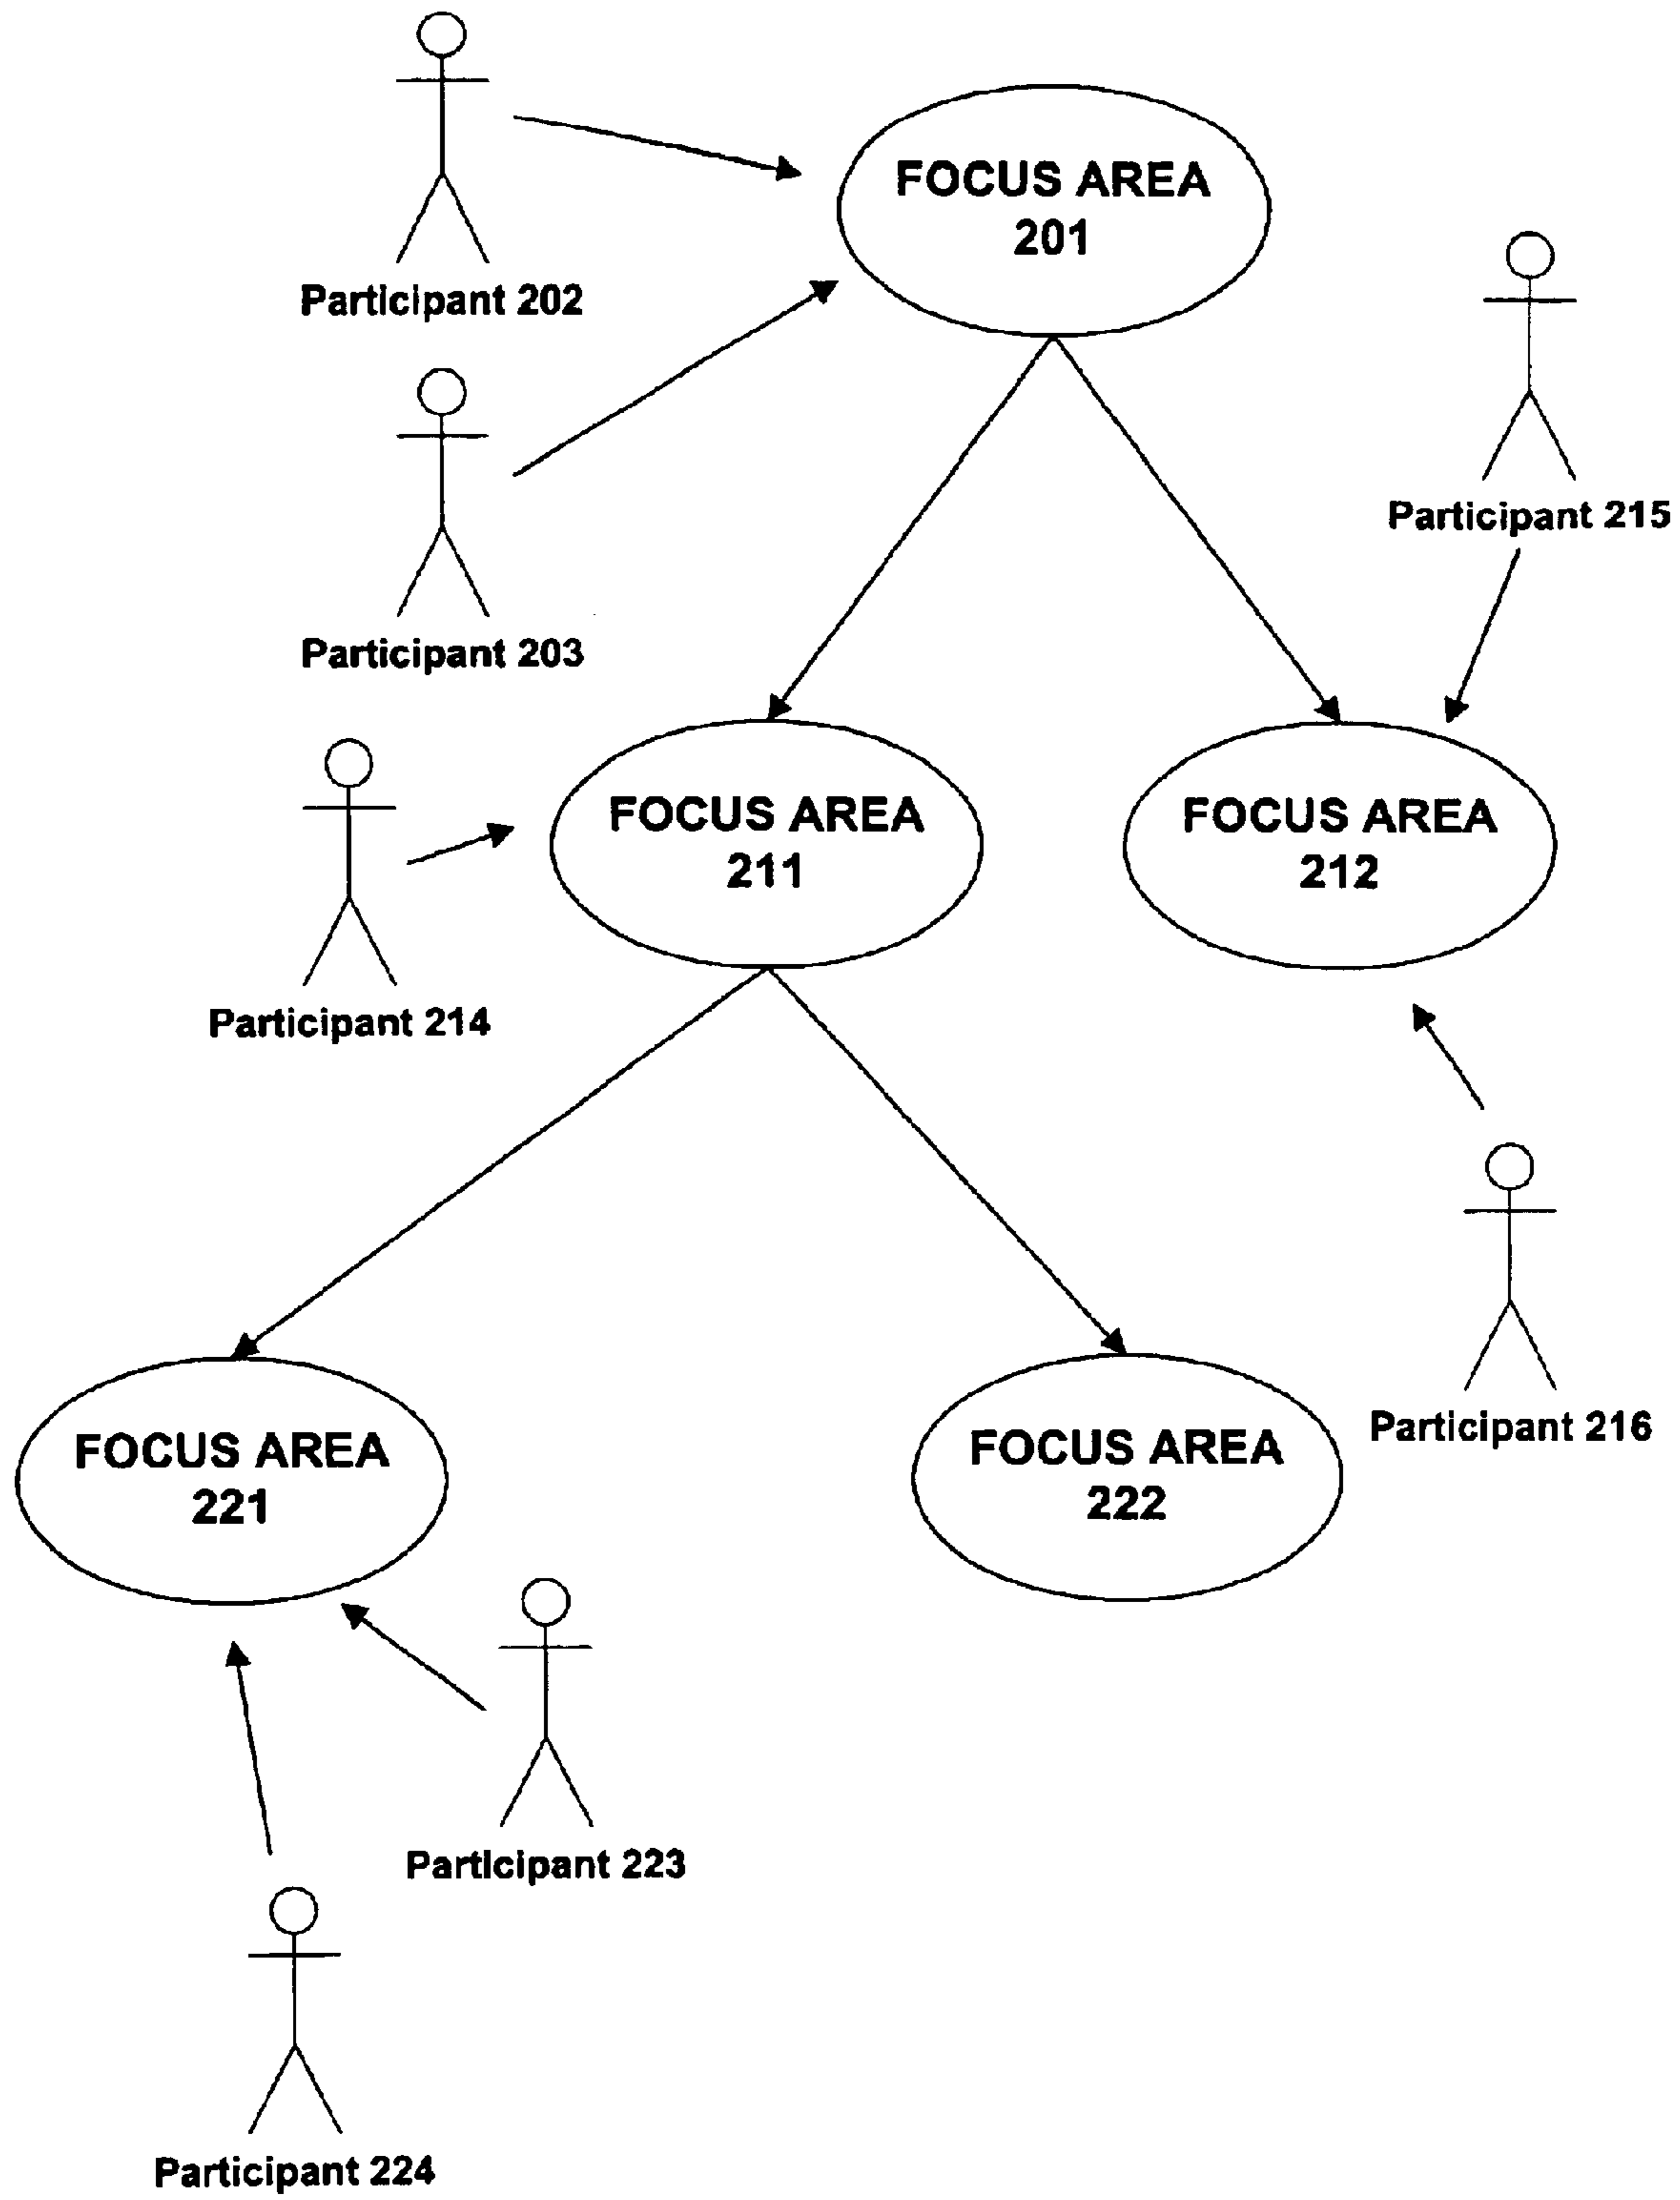 FOCUS AREA
201
Participant 202
Participant 215
Participant 203
FOCUS AREA
211
FOCUS AREA
212
Participant 214
FOCUS AREA
221
FOCUS AREA
222
Participant 216
Participant 223
Participant 224